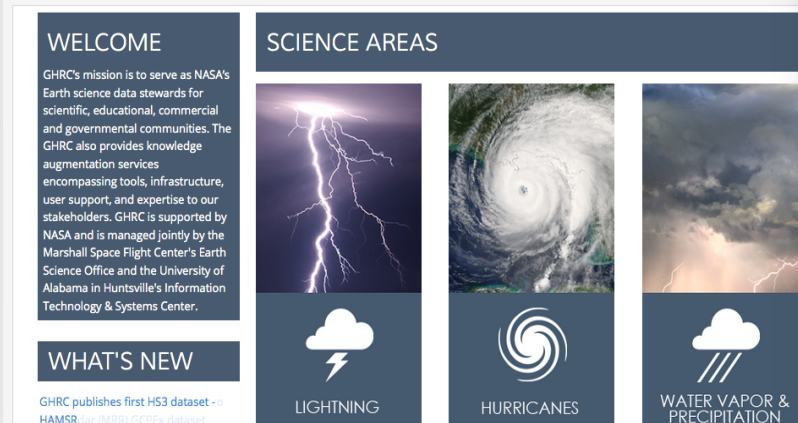 WELCOME
GHRC's mission is to serve as NASA's
Earth science data stewards for
scientific, educational, commercial
and governmental communities. The
GHRC also provides knowledge
augmentation services
encompassing tools, infrastructure,
user support, and expertise to our
stakeholders. GHRC is supported by
NASA and is managed jointly by the
Marshall Space Flight Center's Earth
Science Office and the University of
Alabama in Huntsville's Information
Technology & Systems Center.
WHAT'S NEW
GHRC publishes first HS3 dataset -
HAMSR
(MRR) GCPEx dataset
SCIENCE AREAS
LIGHTNING
HURRICANES
WATER VAPOR &
PRECIPITATION